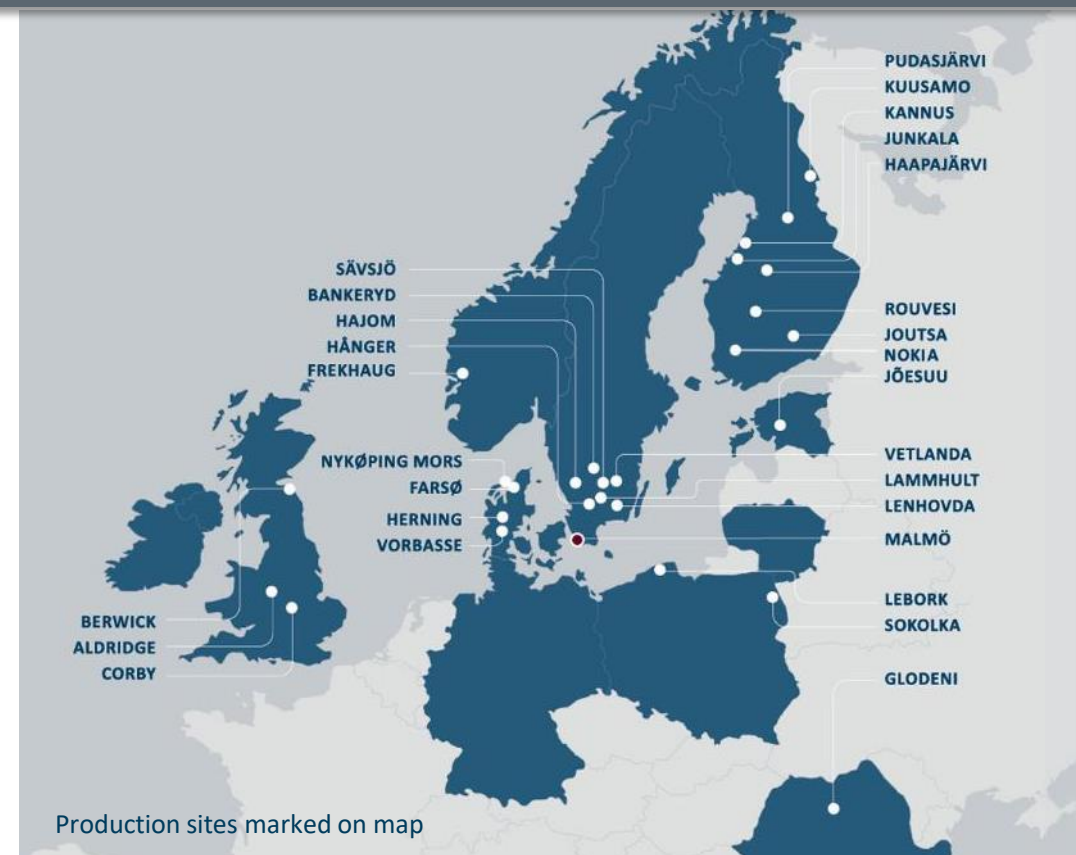 PUDASJÄRVI
KUUSAMO
KANNUS
JUNKALA
HAAPAJÄRVI
SÄVSJÖ
BANKERYD
HAJOM
HÅNGER
FREKHAUG
ROUVESI
JOUTSA
NOKIA
JÕESUU
NYKØPING MORS
FARSØ
HERNING
VORBASSE
VETLANDA
LAMMHULT
LENHOVDA
MALMÖ
BERWICK
ALDRIDGE
CORBY
LEBORK
SOKOLKA
GLODENI
Production sites marked on map